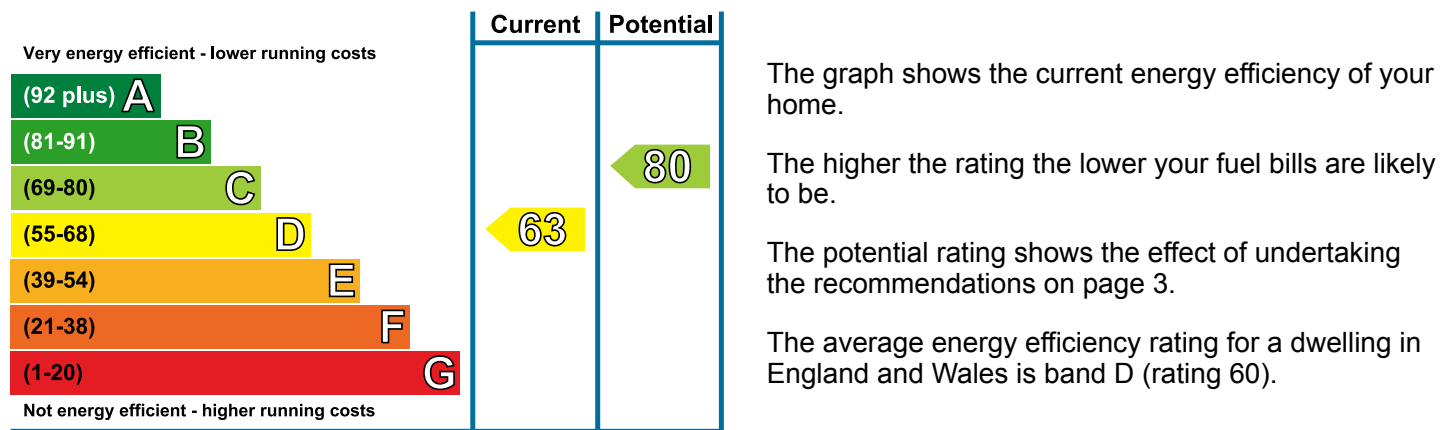 Current Potential
Very energy efficient - lower running costs
(92 plus) A
(81-91) B
(69-80) C
(55-68) D
(39-54) E
(21-38) F
(1-20) G
Not energy efficient - higher running costs
63
80
The graph shows the current energy efficiency of your
home.
The higher the rating the lower your fuel bills are likely
to be.
The potential rating shows the effect of undertaking
the recommendations on page 3.
The average energy efficiency rating for a dwelling in
England and Wales is band D (rating 60).